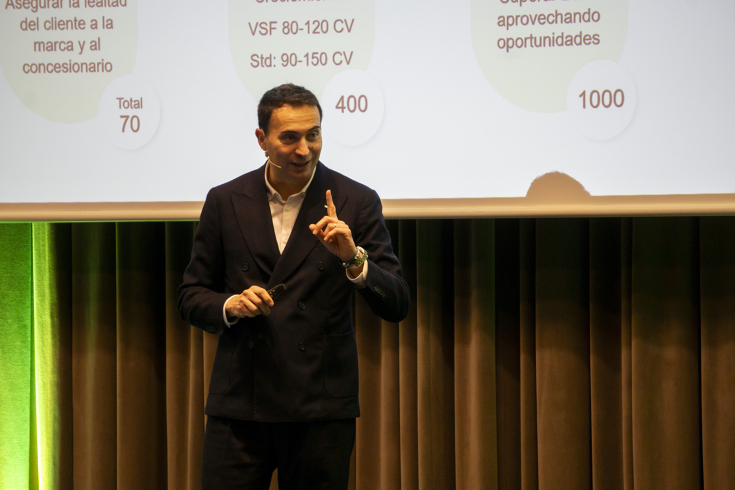 Asegurar la lealtad
del cliente a la
marca y al
concesionario
Total
70
VSF 80-120 CV
Std: 90-150 CV
400
aprovechando
oportunidades
1000